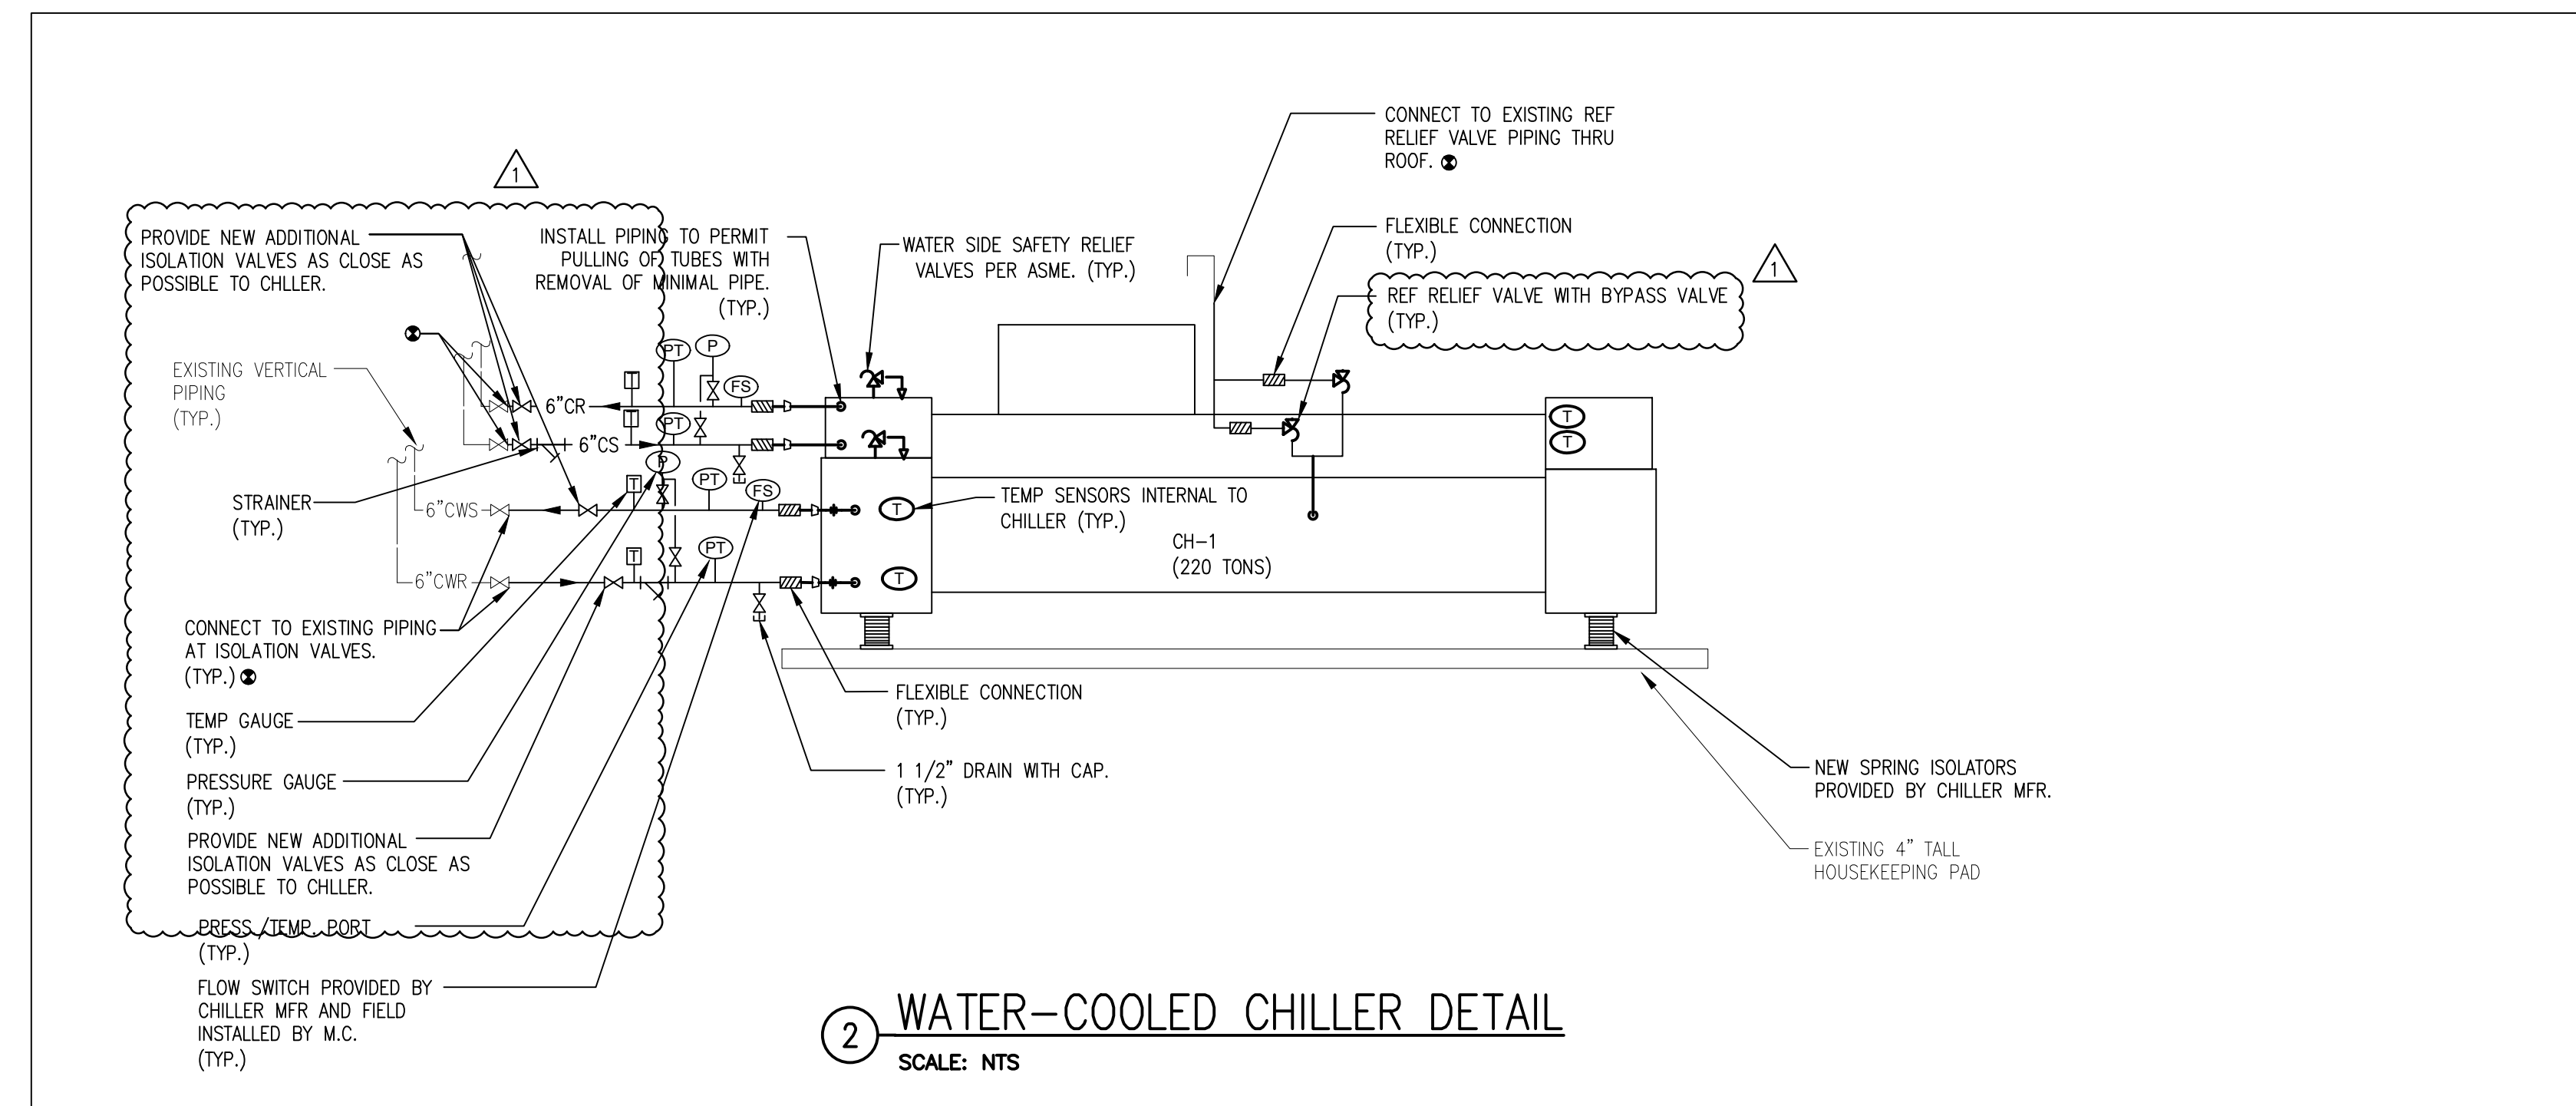 1
PROVIDE NEW ADDITIONAL
ISOLATION VALVES AS CLOSE AS
POSSIBLE TO CHLLER.
INSTALL PIPING TO PERMIT
PULLING OF TUBES WITH
REMOVAL OF MINIMAL PIPE.
(TYP.)
WATER SIDE SAFETY RELIEF
VALVES PER ASME. (TYP.)
CONNECT TO EXISTING REF
RELIEF VALVE PIPING THRU
ROOF.
FLEXIBLE CONNECTION
(TYP.)
1
REF RELIEF VALVE WITH BYPASS VALVE
(TYP.)
EXISTING VERTICAL
PIPING
(TYP.)
PT
P
T
FS
6"CR
T
PT
6"CS
T
T
P
T
PT
FS
STRAINER
(TYP.)
6"CWS
T
TEMP SENSORS INTERNAL TO
CHILLER (TYP.)
CH-1
(220 TONS)
T
PT
6"CWR
T
CONNECT TO EXISTING PIPING
AT ISOLATION VALVES.
(TYP.)
TEMP GAUGE
(TYP.)
PRESSURE GAUGE
(TYP.)
PROVIDE NEW ADDITIONAL
ISOLATION VALVES AS CLOSE AS
POSSIBLE TO CHLLER.
PRESS./TEMP. PORT
(TYP.)
FLOW SWITCH PROVIDED BY
CHILLER MFR AND FIELD
INSTALLED BY M.C.
(TYP.)
FLEXIBLE CONNECTION
(TYP.)
1 1/2" DRAIN WITH CAP.
(TYP.)
NEW SPRING ISOLATORS
PROVIDED BY CHILLER MFR.
EXISTING 4" TALL
HOUSEKEEPING PAD
2
WATER-COOLED CHILLER DETAIL
SCALE: NTS